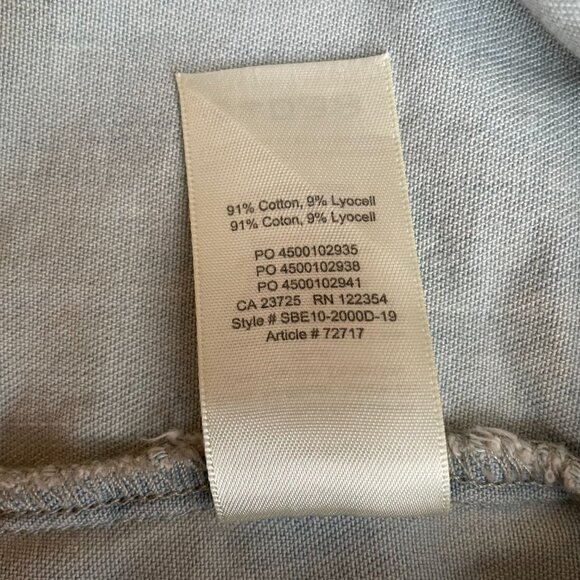 91% Cotton, 9% Lyocell
91% Coton, 9% Lyocell
PO 4500102935
PO 4500102938
PO 4500102941
CA 23725 RN 122354
Style # SBE10-2000D-19
Article # 72717